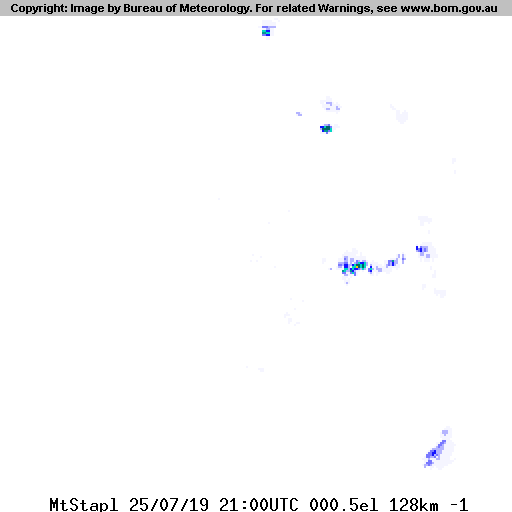 Copyright: Image by Bureau of Meteorology. For related Warnings, see www.bom.gov.au
MtStapl 25/07/19 21:00UTC 000.5el 128km -1